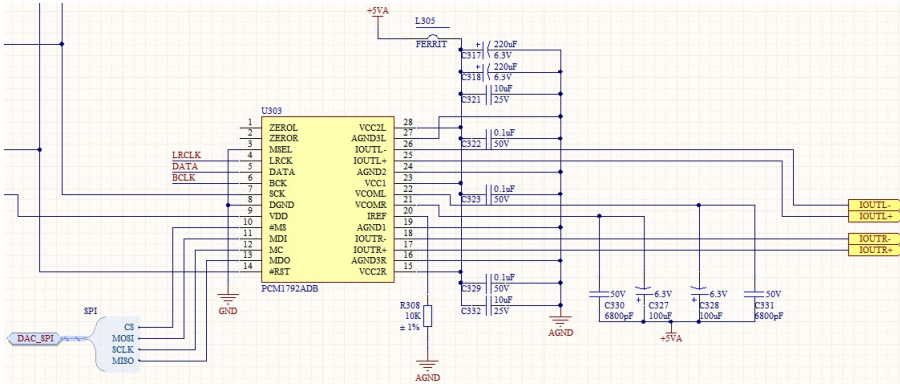 +5VA
L305
FERRIT
+ 220uF
C317 6.3V
+ 220uF
C318 6.3V
10uF
C321 25V
U303
1 ZEROL VCC2L 28
2 ZEROR AGND3L 27
3 MSEL IOUTL- 26
LRCLK 4 LRCK IOUTL+ 25
DATA 5 DATA AGND2 24
BCLK 6 BCK VCC1 23
7 SCK VCOML 22
8 DGND VCOMR 21
9 VDD IREF 20
10 #MS AGND1 19
11 MDI IOUTR- 18
12 MC IOUTR+ 17
13 MDO AGND3R 16
14 #RST VCC2R 15
PCM1792ADB
0.1uF
C322 50V
0.1uF
C323 50V
IOUTL-
IOUTL+
IOUTR-
IOUTR+
0.1uF
C329 50V
10uF
C332 25V
50V
C330
6800pF
6.3V
+ C327
100uF
6.3V
+ C328
100uF
50V
C331
6800pF
GND
R308
10K
± 1%
AGND
AGND
+5VA
SPI
DAC_SPI
CS
MOSI
SCLK
MISO